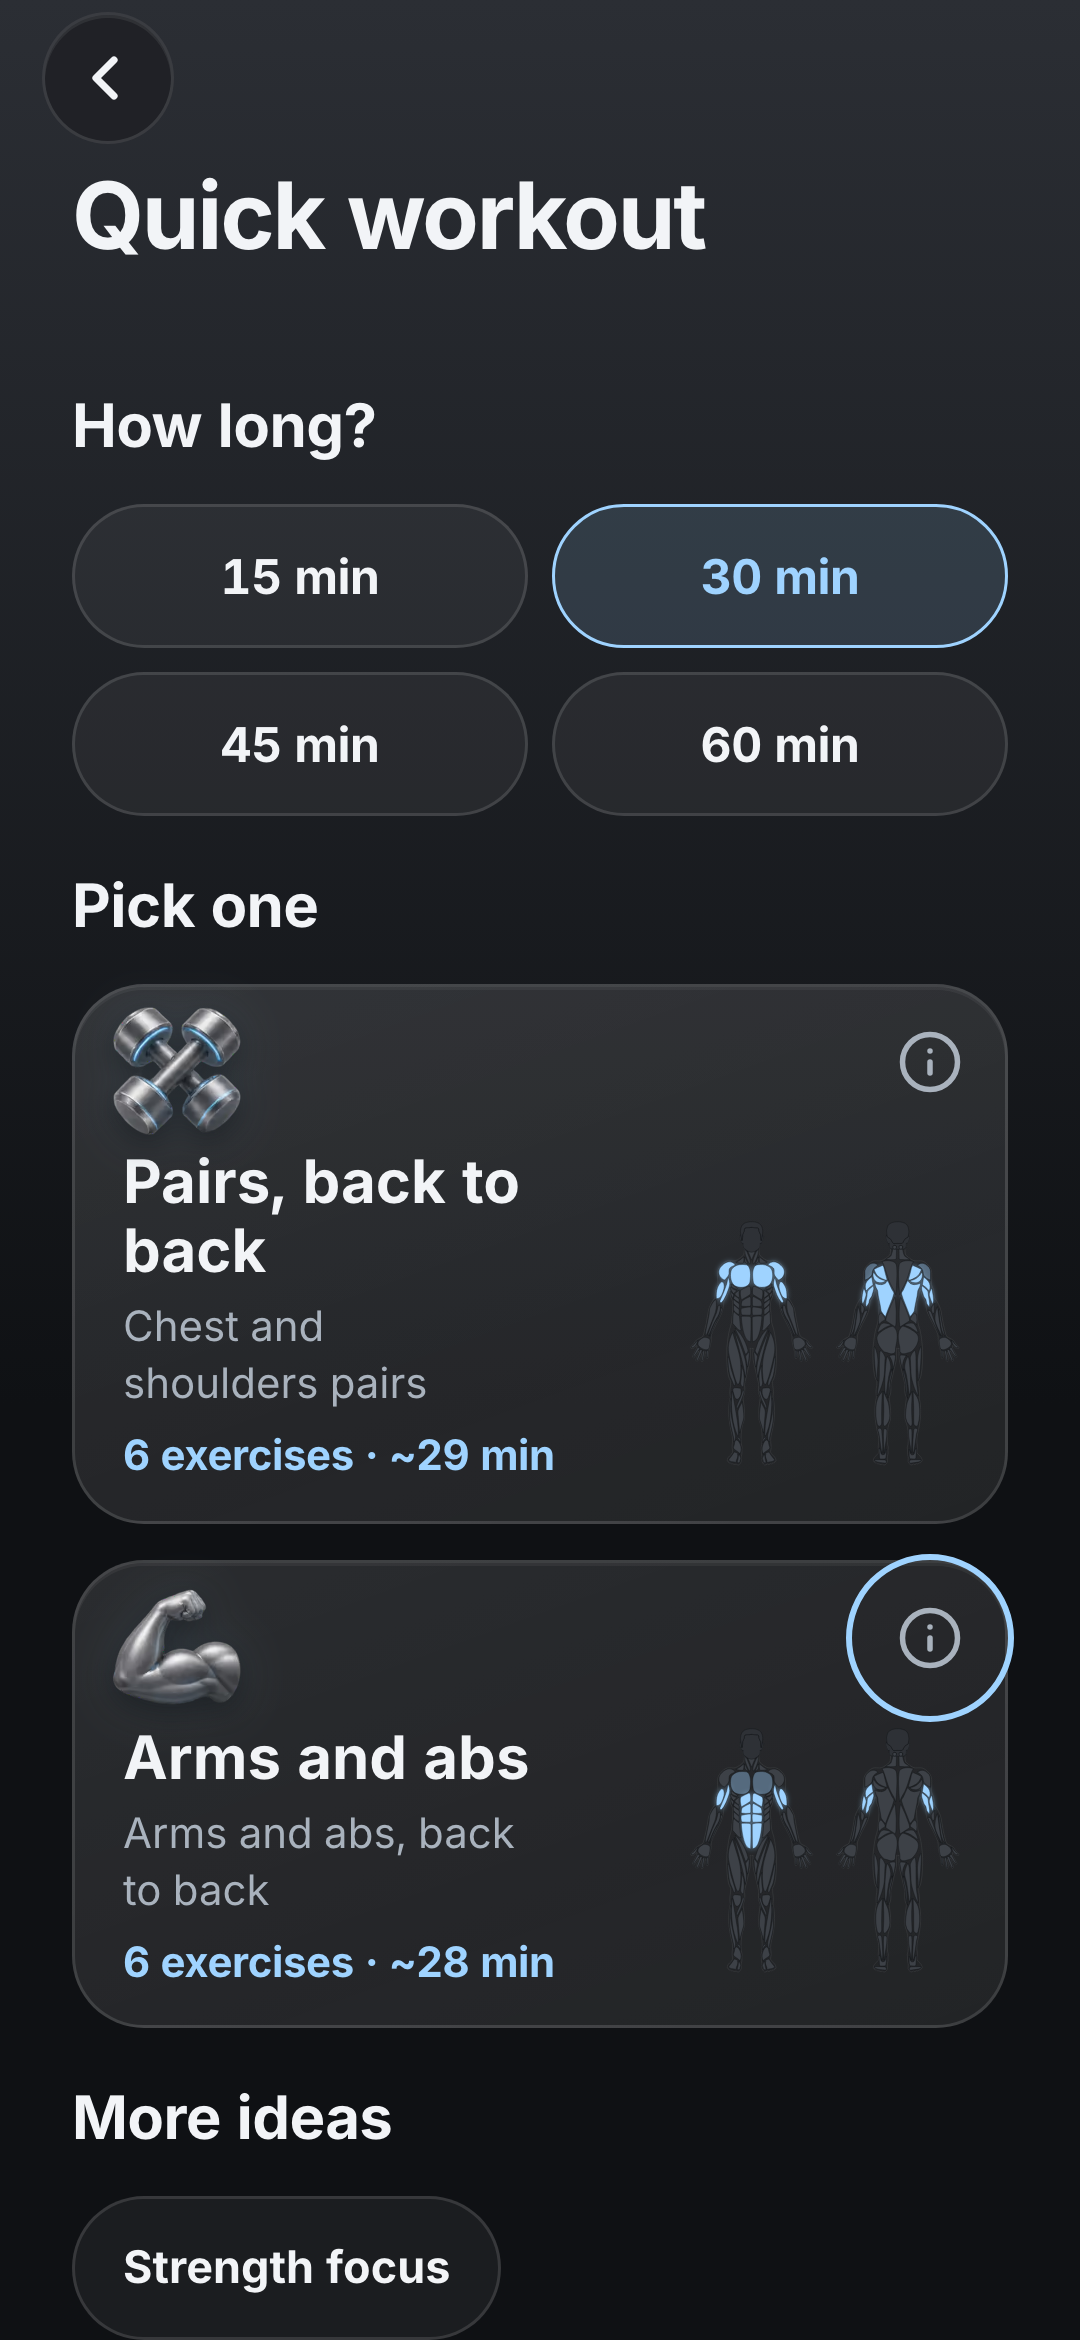 Quick workout
How long?
15 min
30 min
45 min
60 min
Pick one
Pairs, back to
back
Chest and
shoulders pairs
6 exercises · ~29 min
Arms and abs
Arms and abs, back
to back
6 exercises · ~28 min
More ideas
Strength focus